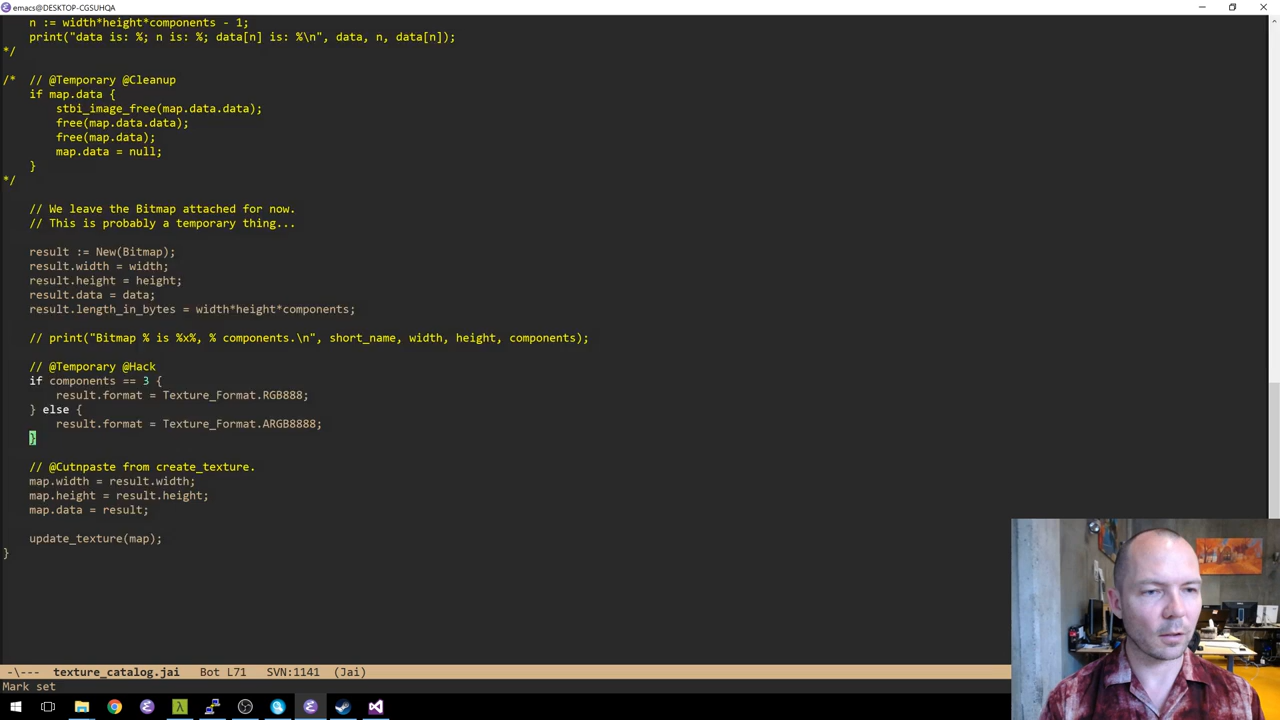 emacs@DESKTOP-CGSUHQA
n := width*height*components - 1;
print("data is: %; n is: %; data[n] is: %\n", data, n, data[n]);
*/
/*  // @Temporary @Cleanup
if map.data {
stbi_image_free(map.data.data);
free(map.data.data);
free(map.data);
map.data = null;
}
*/
// We leave the Bitmap attached for now.
// This is probably a temporary thing...
result := New(Bitmap);
result.width = width;
result.height = height;
result.data = data;
result.length_in_bytes = width*height*components;
// print("Bitmap % is %x%, % components.\n", short_name, width, height, components);
// @Temporary @Hack
if components == 3 {
result.format = Texture_Format.RGB888;
} else {
result.format = Texture_Format.ARGB8888;
}
// @Cutnpaste from create_texture.
map.width = result.width;
map.height = result.height;
map.data = result;
update_texture(map);
}
-\---  texture_catalog.jai   Bot L71   SVN:1141  (Jai)
Mark set